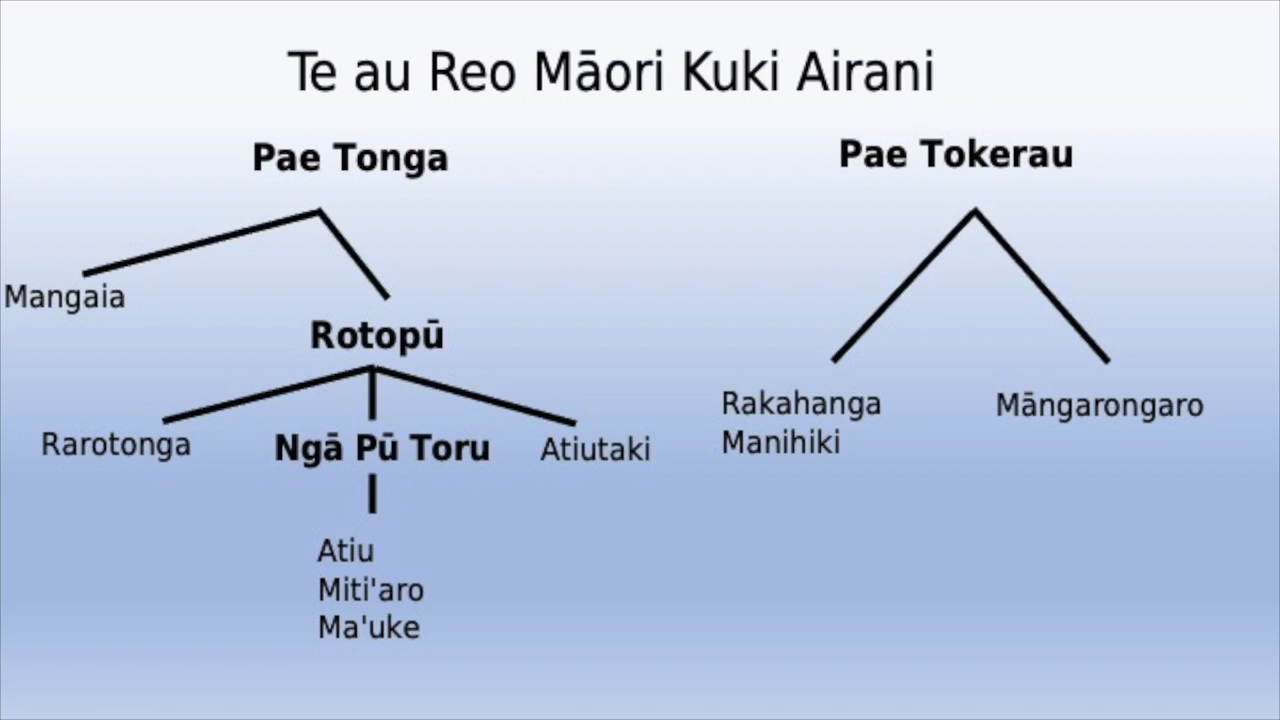 Te au Reo Māori Kuki Airani
Pae Tonga
Pae Tokerau
Mangaia
Rotopū
Rarotonga
Ngā Pū Toru
Atiutaki
Rakahanga
Manihiki
Māngarongaro
Atiu
Miti'aro
Ma'uke